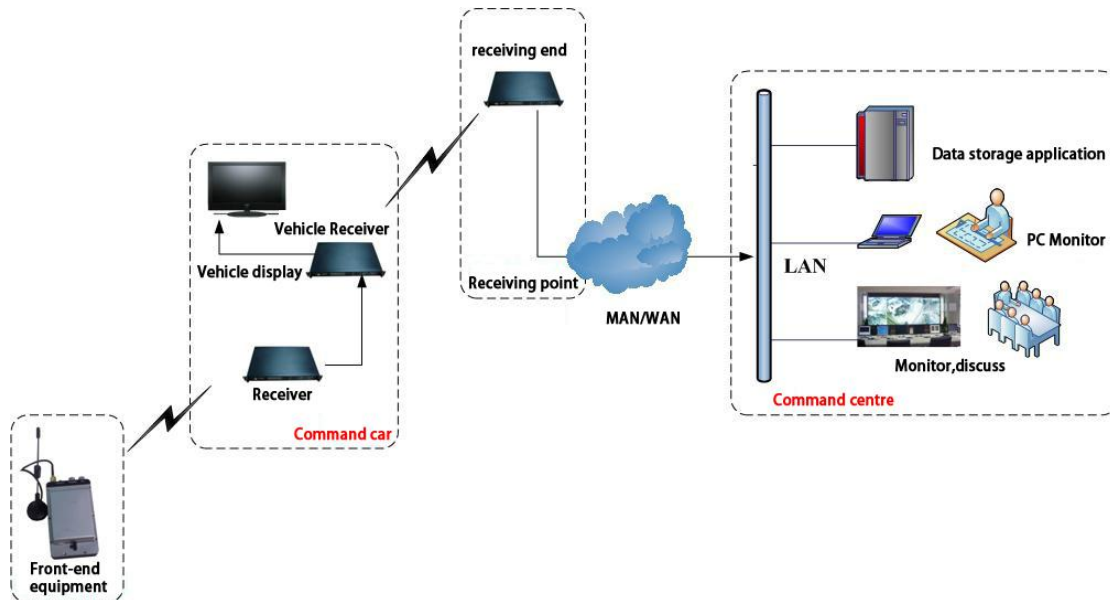 receiving end
Receiving point
Vehicle Receiver
Vehicle display
Receiver
Command car
Front-end
equipment
MAN/WAN
LAN
Data storage application
PC Monitor
Monitor,discuss
Command centre